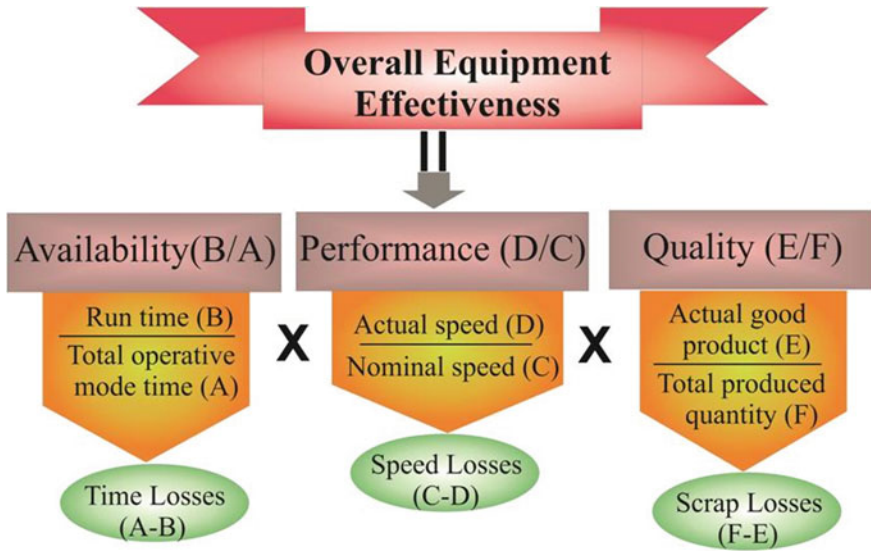 Overall Equipment
Effectiveness
Availability(B/A)
Run time (B)
Total operative
mode time (A)
Time Losses
(A-B)
X
Performance (D/C)
Actual speed (D)
Nominal speed (C)
Speed Losses
(C-D)
X
Quality (E/F)
Actual good
product (E)
Total produced
quantity (F)
Scrap Losses
(F-E)